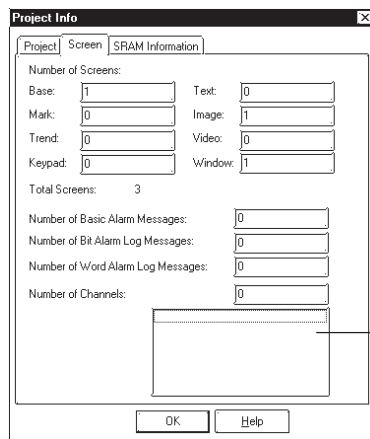 Project Info
Project Screen SRAM Information
Number of Screens:
Base: 1 Text: 0
Mark: 0 Image: 1
Trend: 0 Video: 0
Keypad: 0 Window: 1
Total Screens: 3
Number of Basic Alarm Messages: 0
Number of Bit Alarm Log Messages: 0
Number of Word Alarm Log Messages: 0
Number of Channels: 0
OK Help